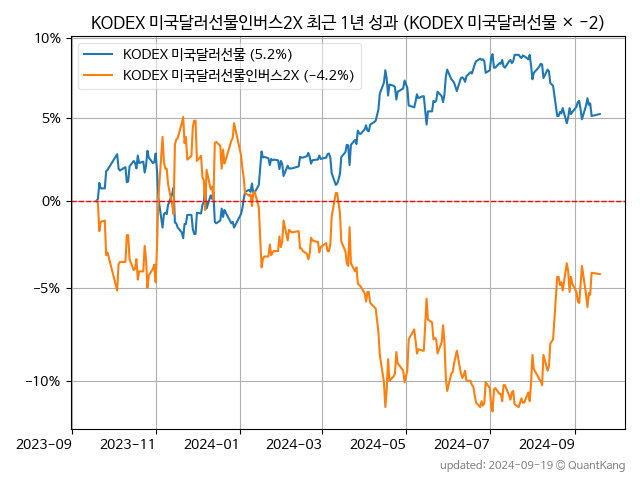 KODEX 미국달러선물인버스2X 최근 1년 성과 (KODEX 미국달러선물 × −2)
KODEX 미국달러선물 (5.2%)
KODEX 미국달러선물인버스2X (−4.2%)
10%
5%
0%
−5%
−10%
2023-09 2023-11 2024-01 2024-03 2024-05 2024-07 2024-09
updated: 2024-09-19 © QuantKang